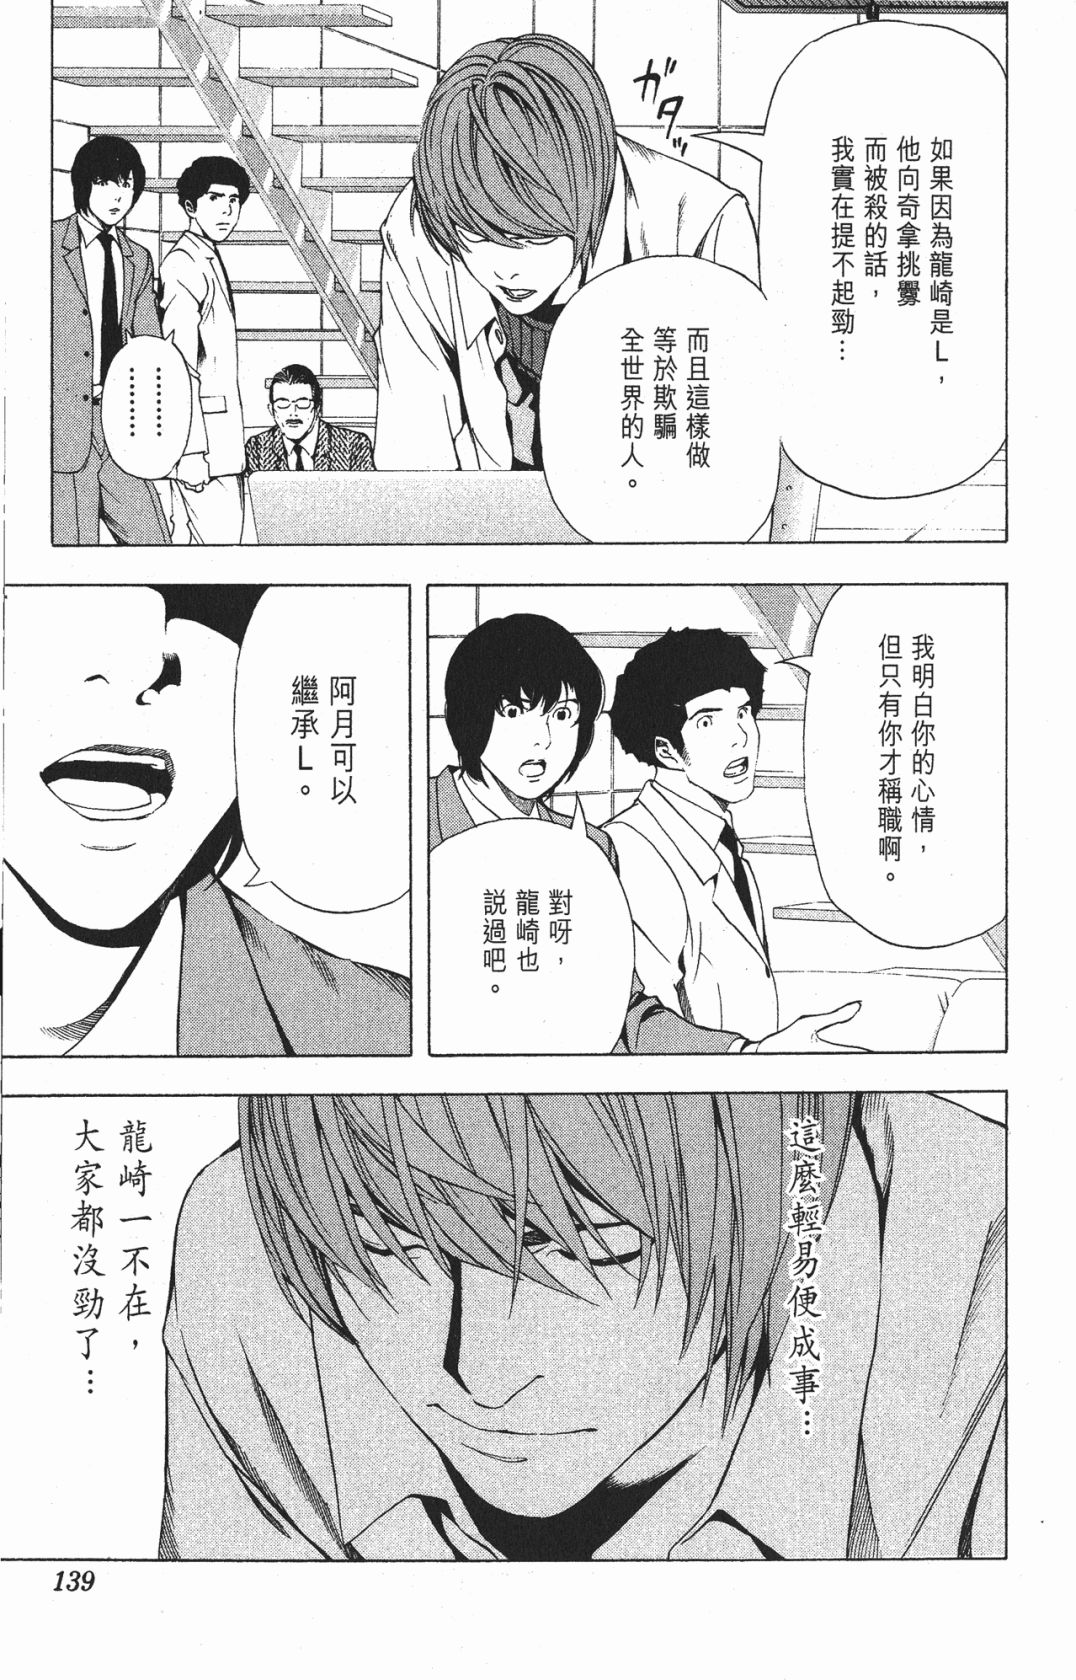 ガタッ
如果因為龍崎是L，
他向奇拿挑釁
而被殺的話，
我實在提不起勁…
而且這樣做
等於欺騙
全世界的人。
………………
我明白你的心情，
但只有你才稱職啊。
對呀，
龍崎也
説過吧。
阿月可以
繼承L。
這麼輕易便成事…
龍崎一不在，
大家都沒勁了…
139